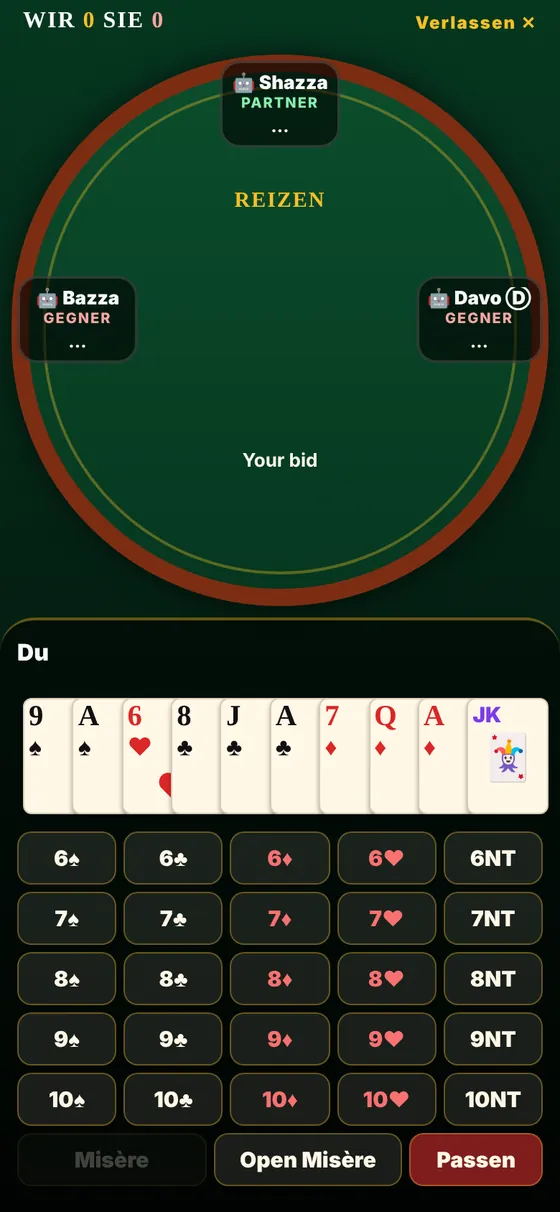 WIR 0 SIE 0
Verlassen ×
🤖 Shazza
PARTNER
...
REIZEN
🤖 Bazza
GEGNER
...
🤖 Davo Ⓓ
GEGNER
...
Your bid
Du
9 A 6 8 J A 7 Q A JK
♠ ♠ ♥ ♣ ♣ ♣ ♦ ♦ ♦ 🃏
6♠ 6♣ 6♦ 6♥ 6NT
7♠ 7♣ 7♦ 7♥ 7NT
8♠ 8♣ 8♦ 8♥ 8NT
9♠ 9♣ 9♦ 9♥ 9NT
10♠ 10♣ 10♦ 10♥ 10NT
Misère Open Misère Passen